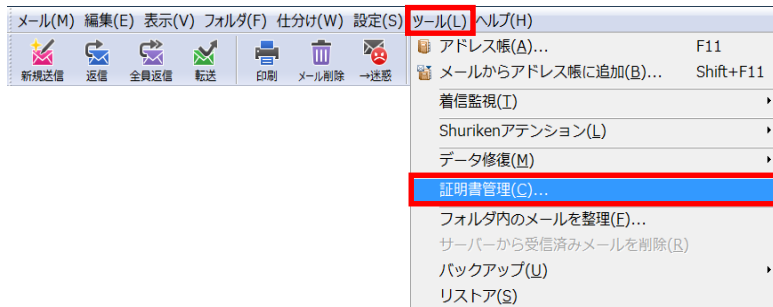 メール(M) 編集(E) 表示(V) フォルダ(F) 仕分け(W) 設定(S) ツール(L) ヘルプ(H)
新規送信 返信 全員返信 転送 印刷 メール削除 →迷惑
アドレス帳(A)... F11
メールからアドレス帳に追加(B)... Shift+F11
着信監視(T)
Shurikenアテンション(L)
データ修復(M)
証明書管理(C)...
フォルダ内のメールを整理(F)...
サーバーから受信済みメールを削除(R)
バックアップ(U)
リストア(S)